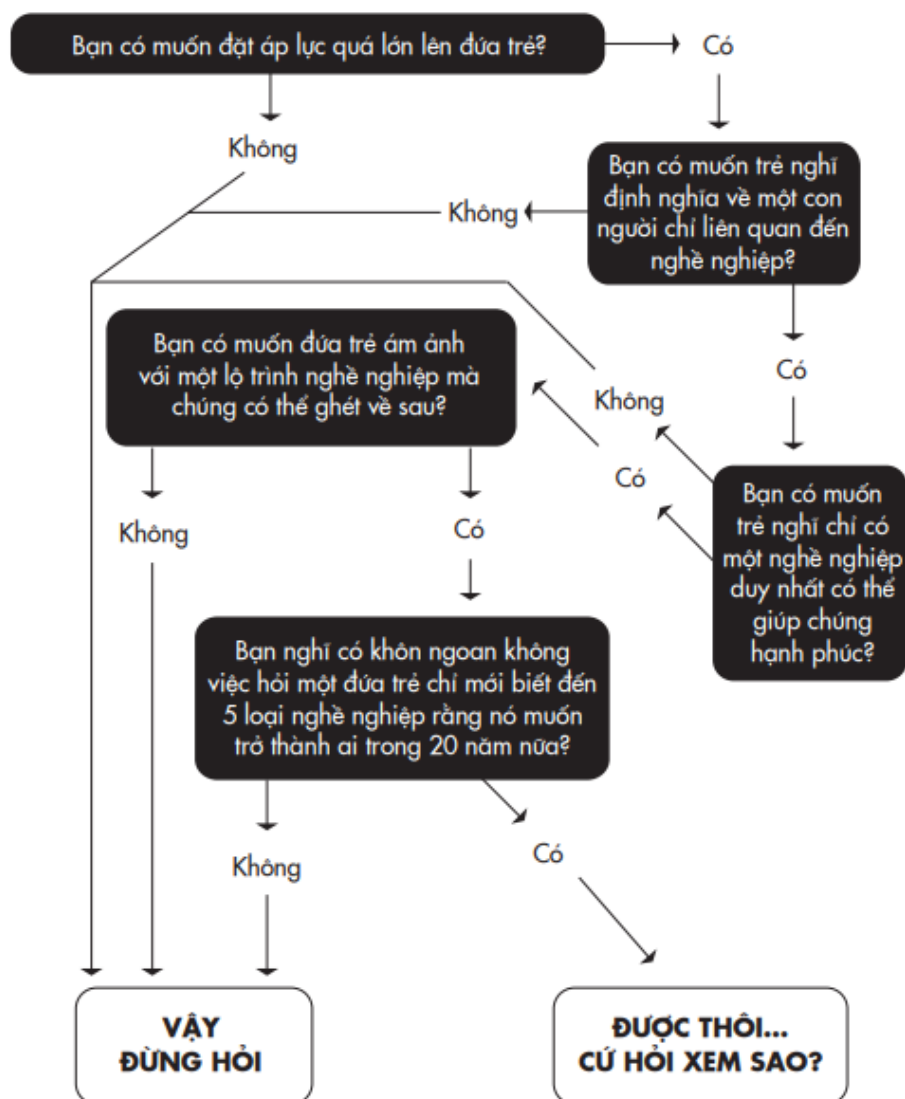 Bạn có muốn đặt áp lực quá lớn lên đứa trẻ?
Có
Không
Bạn có muốn trẻ nghĩ
định nghĩa về một con
người chỉ liên quan đến
nghề nghiệp?
Không
Có
Bạn có muốn đứa trẻ ám ảnh
với một lộ trình nghề nghiệp mà
chúng có thể ghét về sau?
Không
Có
Bạn có muốn
trẻ nghĩ chỉ có
một nghề nghiệp
duy nhất có thể
giúp chúng
hạnh phúc?
Không
Có
Bạn nghĩ có khôn ngoan không
việc hỏi một đứa trẻ chỉ mới biết đến
5 loại nghề nghiệp rằng nó muốn
trở thành ai trong 20 năm nữa?
Không
Có
VẬY
ĐỪNG HỎI
ĐƯỢC THÔI...
CỨ HỎI XEM SAO?